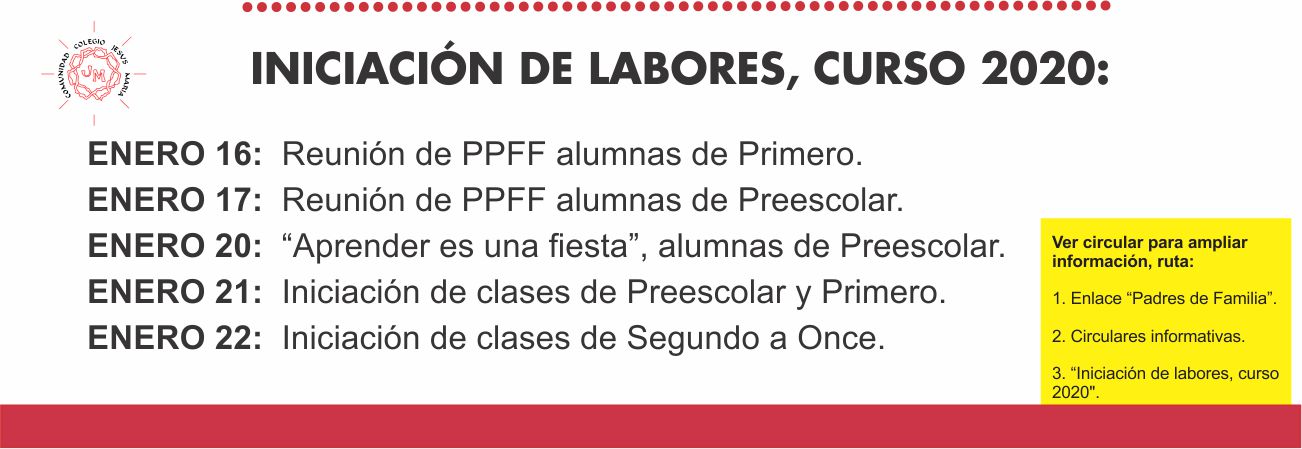 COMUNIDAD COLEGIO JESUS MARIA
JM
INICIACIÓN DE LABORES, CURSO 2020:
ENERO 16: Reunión de PPFF alumnas de Primero.
ENERO 17: Reunión de PPFF alumnas de Preescolar.
ENERO 20: “Aprender es una fiesta”, alumnas de Preescolar.
ENERO 21: Iniciación de clases de Preescolar y Primero.
ENERO 22: Iniciación de clases de Segundo a Once.
Ver circular para ampliar
información, ruta:
1. Enlace “Padres de Familia”.
2. Circulares informativas.
3. “Iniciación de labores, curso
2020".